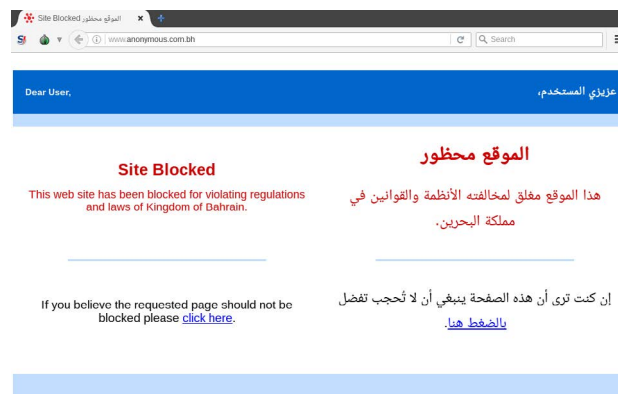 Site Blocked الموقع محظور
www.anonymous.com.bh
Search
Dear User,
عزيزي المستخدم،
Site Blocked
This web site has been blocked for violating regulations
and laws of Kingdom of Bahrain.
If you believe the requested page should not be
blocked please click here.
الموقع محظور
هذا الموقع مغلق لمخالفته الأنظمة والقوانين في
مملكة البحرين.
إن كنت ترى أن هذه الصفحة ينبغي أن لا تُحجب تفضل
بالضغط هنا.